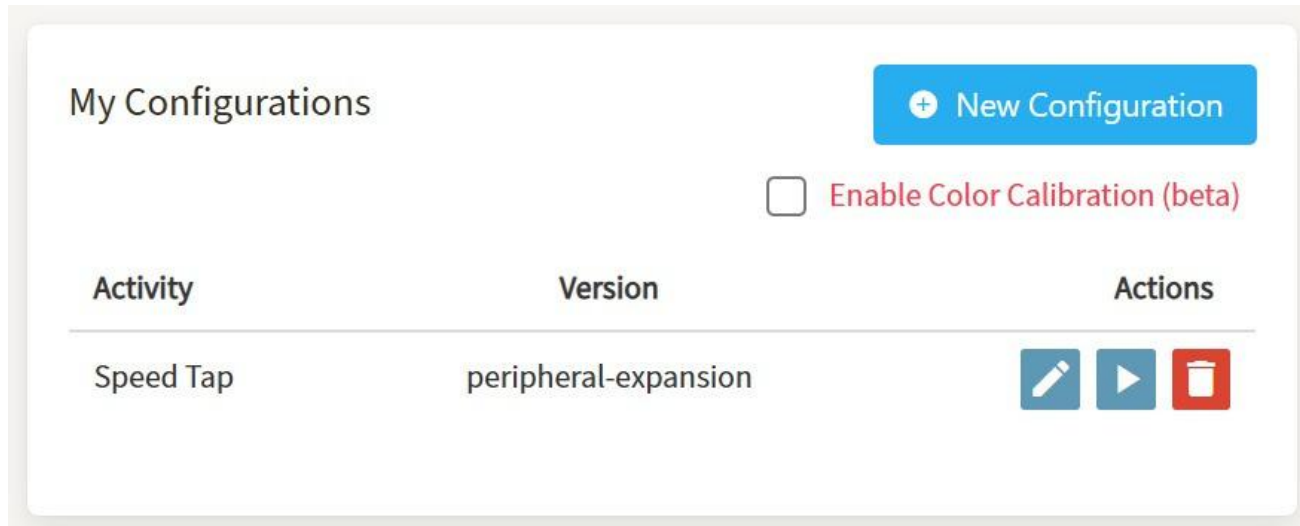 My Configurations
New Configuration
Enable Color Calibration (beta)
Activity Version Actions
Speed Tap peripheral-expansion